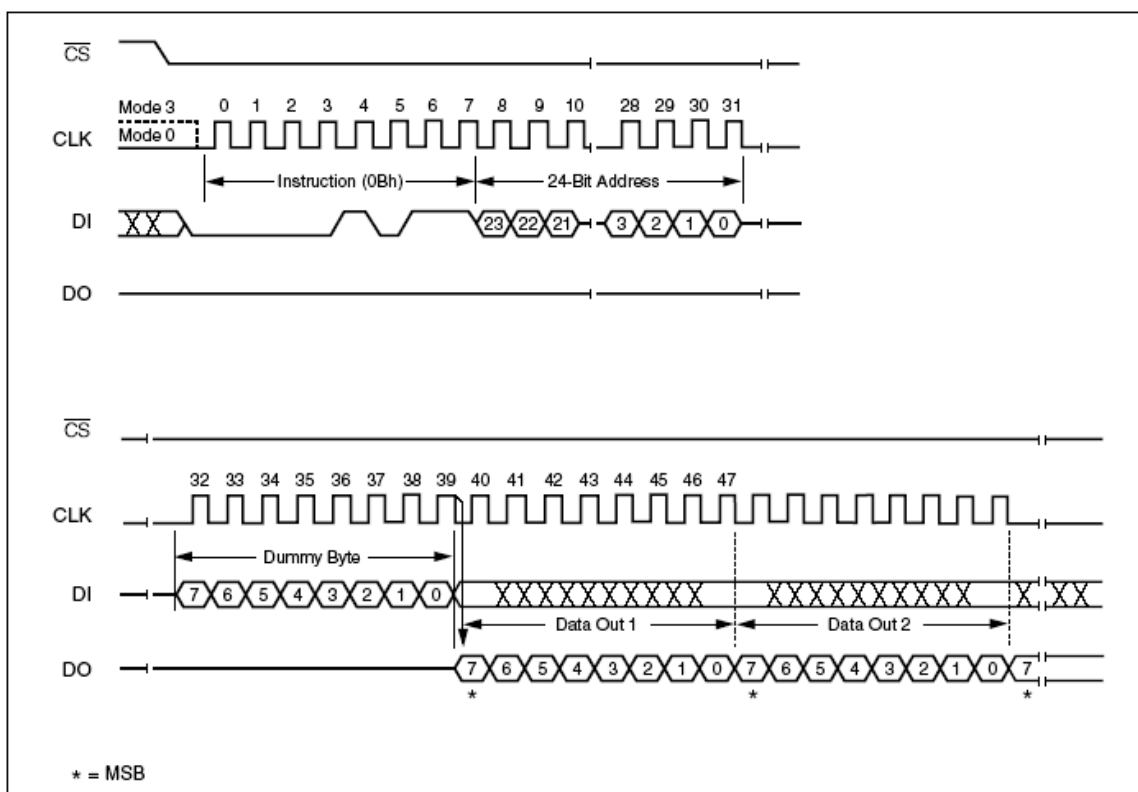 CS
Mode 3 0 1 2 3 4 5 6 7 8 9 10 28 29 30 31
CLK Mode 0
Instruction (0Bh) 24-Bit Address
DI 23 22 21 3 2 1 0
DO
CS
32 33 34 35 36 37 38 39 40 41 42 43 44 45 46 47
CLK
Dummy Byte
DI 7 6 5 4 3 2 1 0
Data Out 1 Data Out 2
DO 7 6 5 4 3 2 1 0 7 6 5 4 3 2 1 0 7
* * *
* = MSB